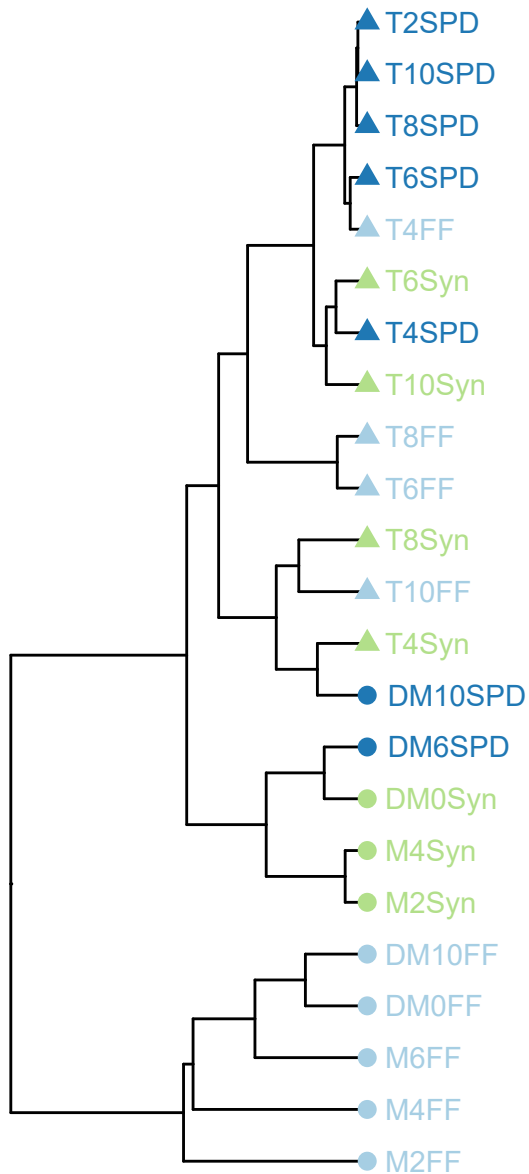 T2SPD
T10SPD
T8SPD
T6SPD
T4FF
T6Syn
T4SPD
T10Syn
T8FF
T6FF
T8Syn
T10FF
T4Syn
DM10SPD
DM6SPD
DM0Syn
M4Syn
M2Syn
DM10FF
DM0FF
M6FF
M4FF
M2FF